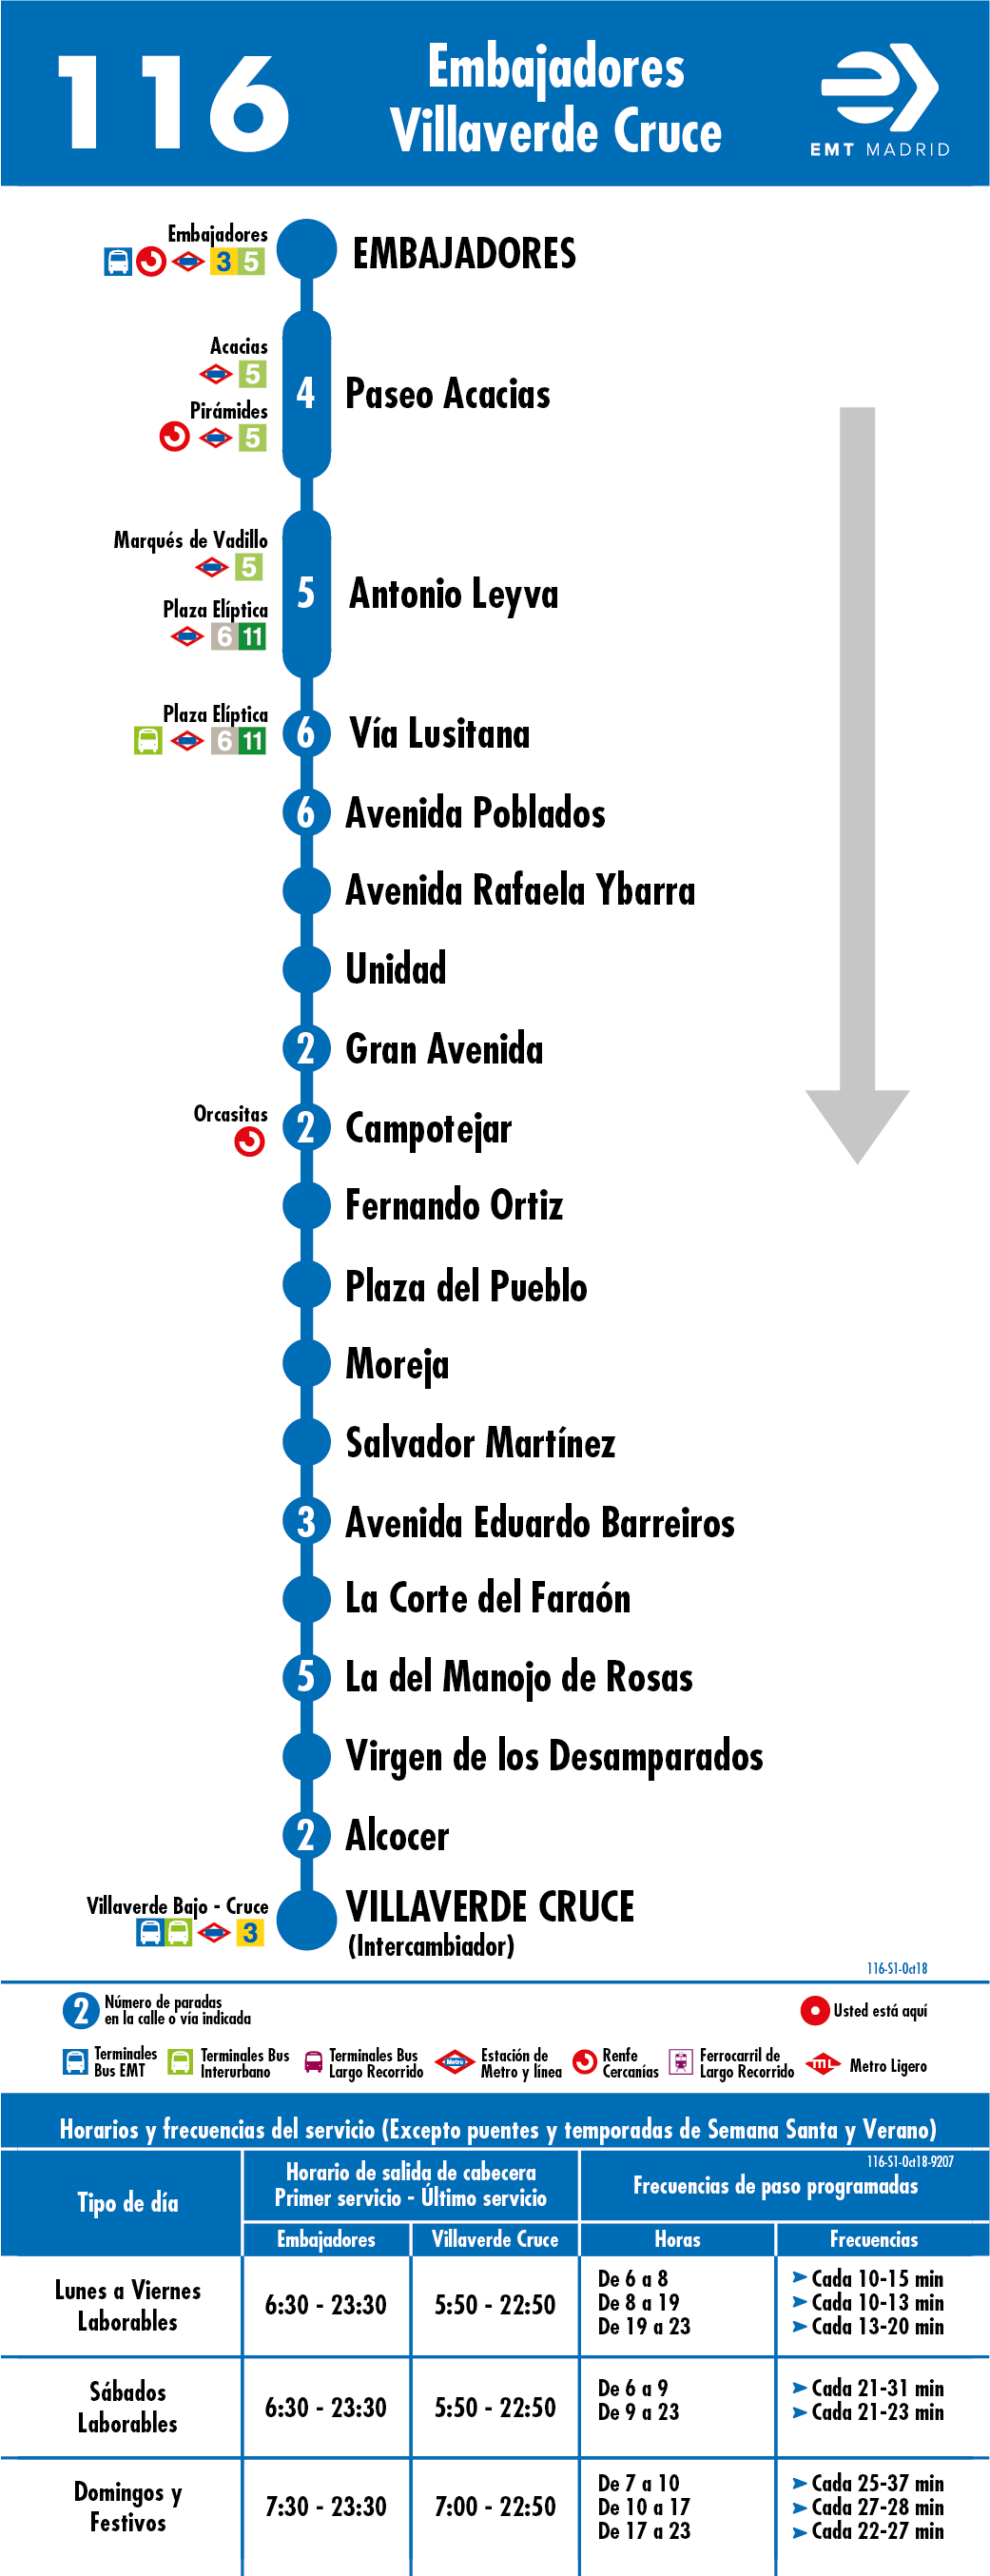 116
Embajadores
Villaverde Cruce
EMT MADRID
Embajadores
3 5
EMBAJADORES
Acacias
5
Pirámides
5
4
Paseo Acacias
Marqués de Vadillo
5
Plaza Elíptica
6 11
5
Antonio Leyva
Plaza Elíptica
6 11
6
Vía Lusitana
6
Avenida Poblados
Avenida Rafaela Ybarra
Unidad
2
Gran Avenida
Orcasitas
2
Campotejar
Fernando Ortiz
Plaza del Pueblo
Moreja
Salvador Martínez
3
Avenida Eduardo Barreiros
La Corte del Faraón
5
La del Manojo de Rosas
Virgen de los Desamparados
2
Alcocer
Villaverde Bajo - Cruce
3
VILLAVERDE CRUCE
(Intercambiador)
116-S1-Oct18
2
Número de paradas
en la calle o vía indicada
Usted está aquí
Terminales
Bus EMT
Terminales Bus
Interurbano
Terminales Bus
Largo Recorrido
Metro
Estación de
Metro y línea
Renfe
Cercanías
Ferrocarril de
Largo Recorrido
ML
Metro Ligero
Horarios y frecuencias del servicio (Excepto puentes y temporadas de Semana Santa y Verano)
116-S1-Oct18-9207
Tipo de día
Horario de salida de cabecera
Primer servicio - Último servicio
Frecuencias de paso programadas
Embajadores
Villaverde Cruce
Horas
Frecuencias
Lunes a Viernes
Laborables
6:30 - 23:30
5:50 - 22:50
De 6 a 8
Cada 10-15 min
De 8 a 19
Cada 10-13 min
De 19 a 23
Cada 13-20 min
Sábados
Laborables
6:30 - 23:30
5:50 - 22:50
De 6 a 9
Cada 21-31 min
De 9 a 23
Cada 21-23 min
Domingos y
Festivos
7:30 - 23:30
7:00 - 22:50
De 7 a 10
Cada 25-37 min
De 10 a 17
Cada 27-28 min
De 17 a 23
Cada 22-27 min